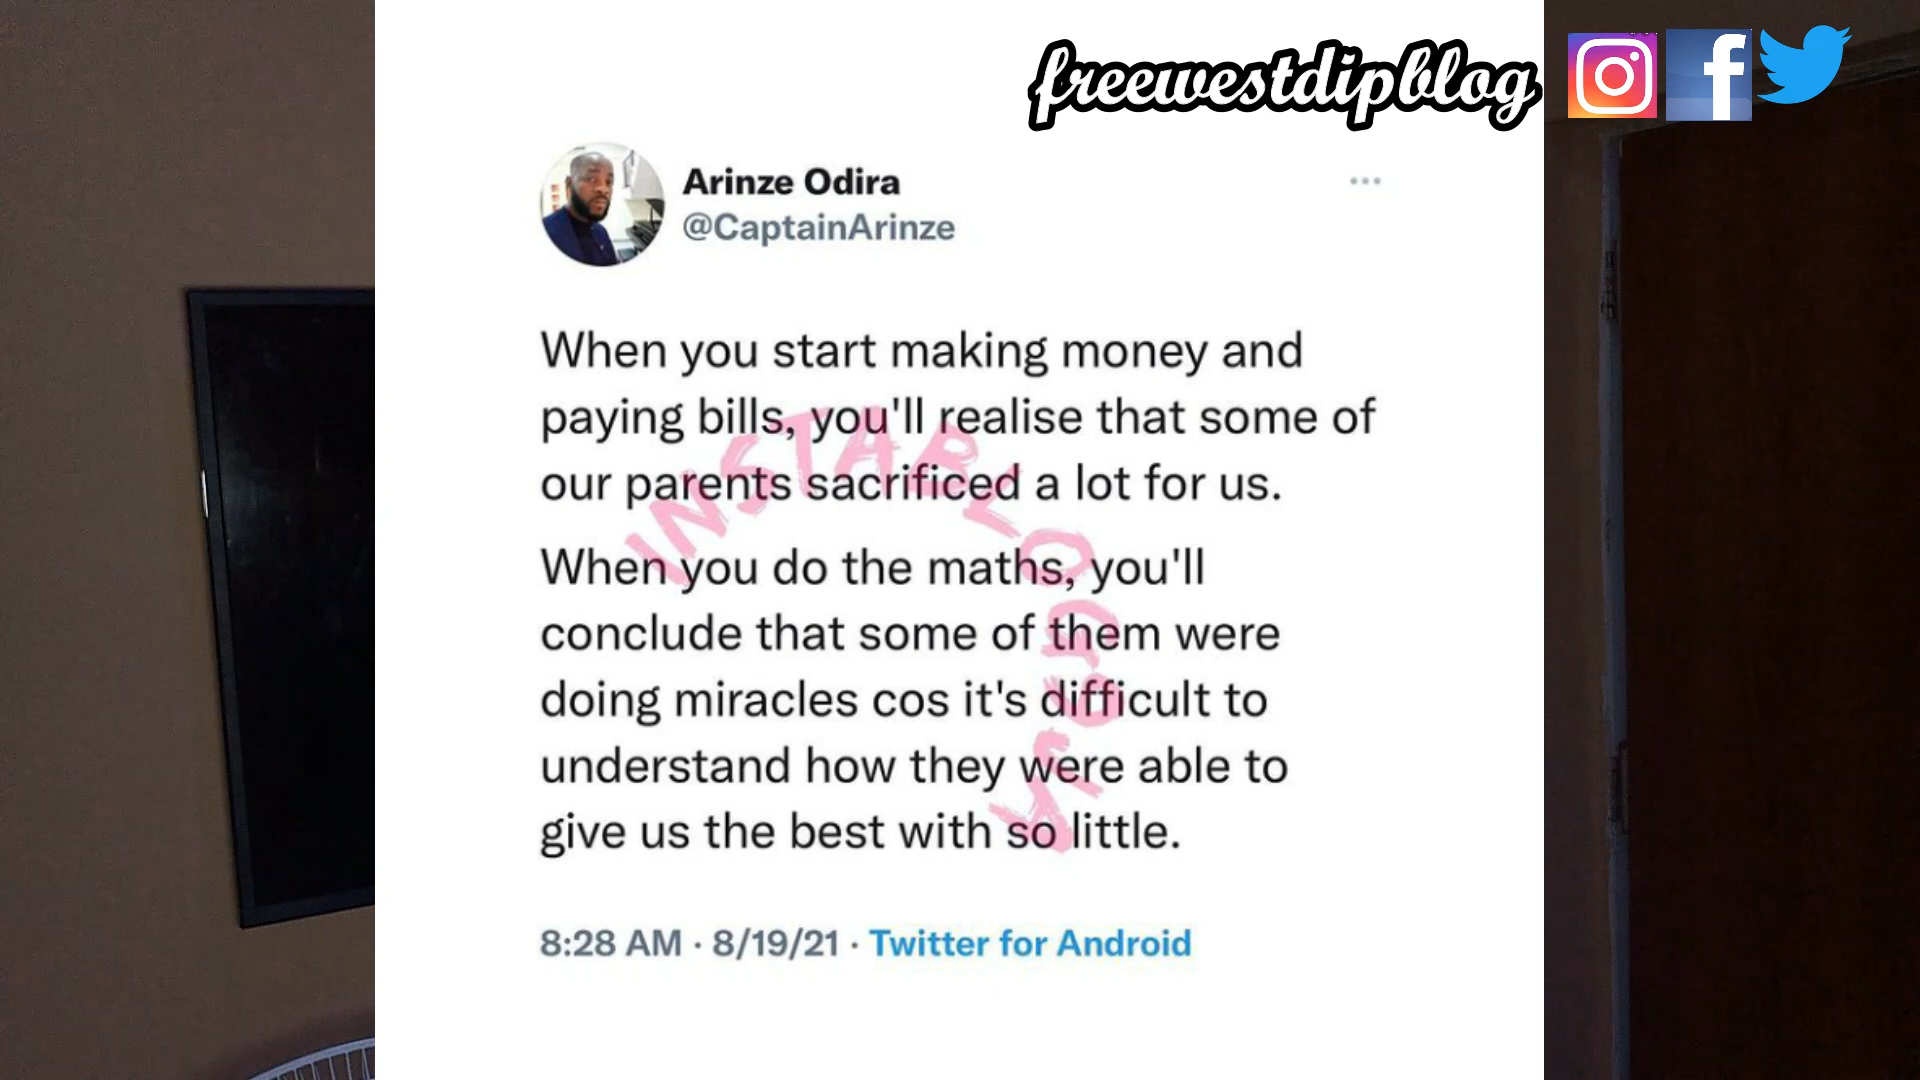 freewestdipblog
Arinze Odira
@CaptainArinze
When you start making money and
paying bills, you'll realise that some of
our parents sacrificed a lot for us.
When you do the maths, you'll
conclude that some of them were
doing miracles cos it's difficult to
understand how they were able to
give us the best with so little.
8:28 AM · 8/19/21 · Twitter for Android
INSTABLOG9JA